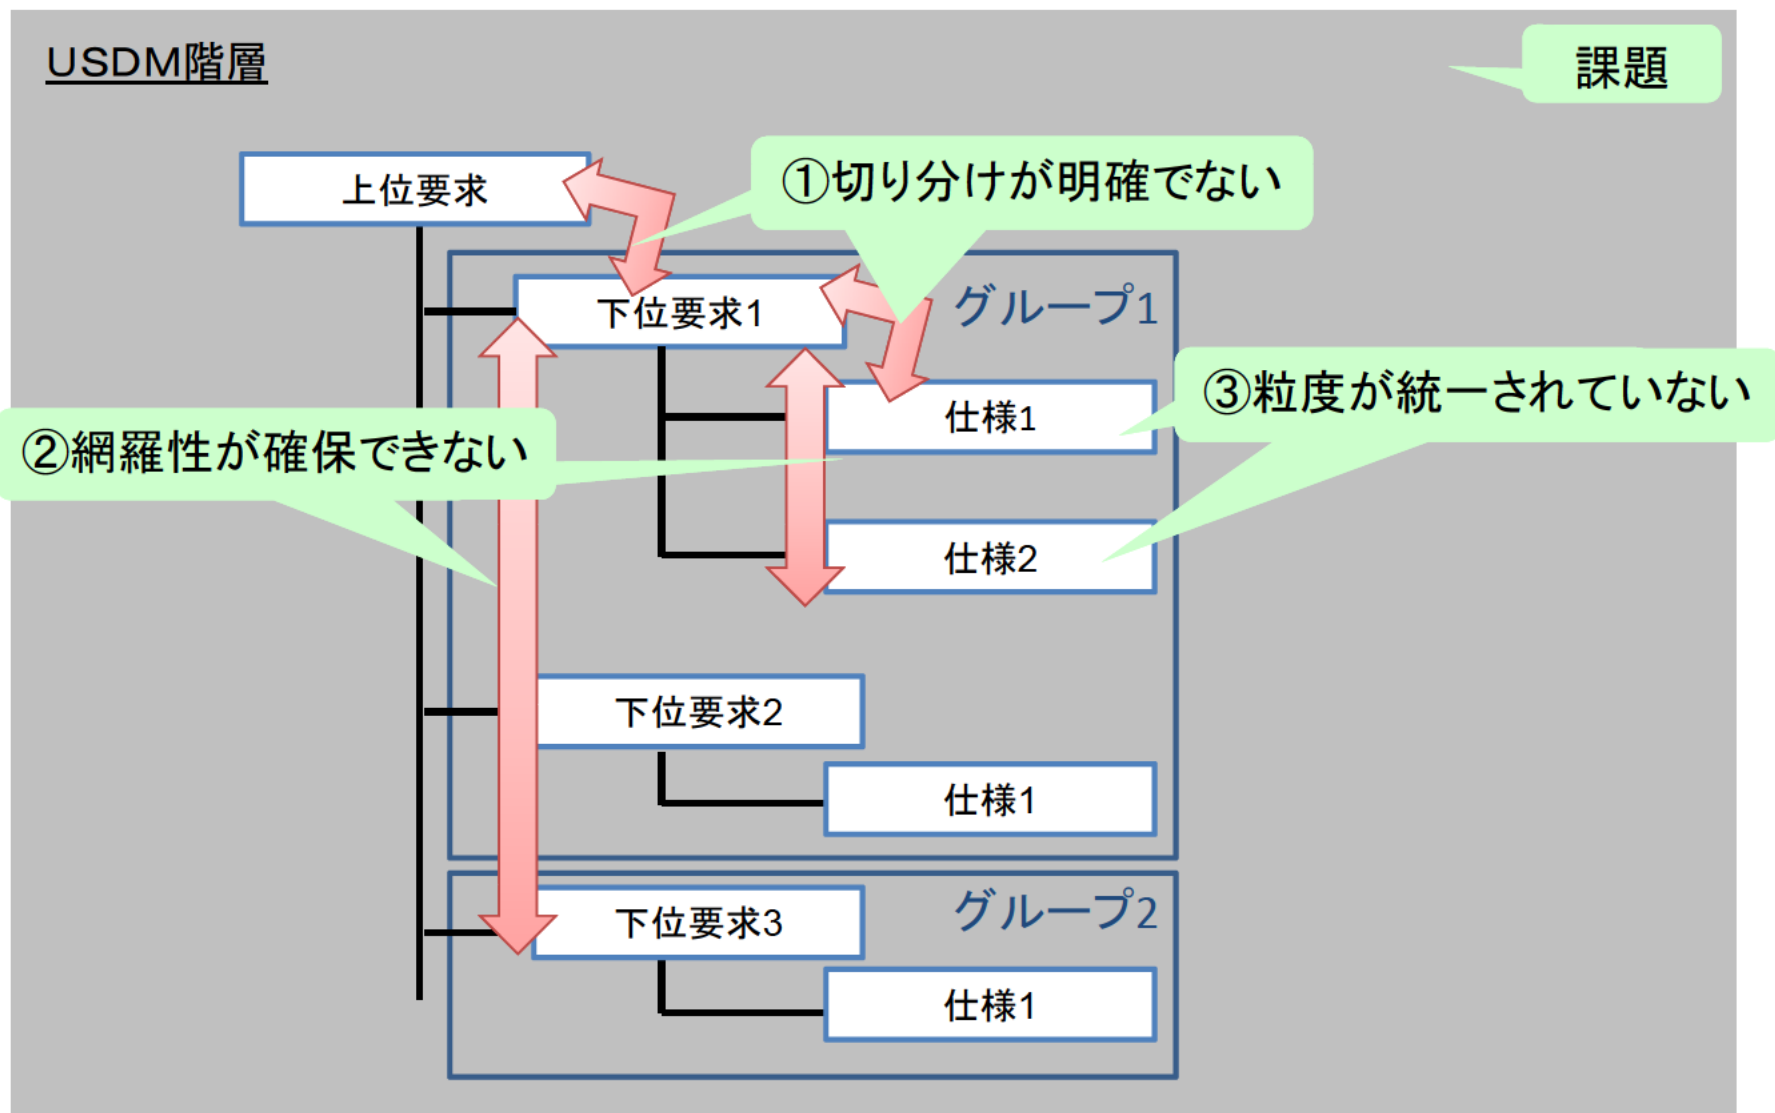 USDM階層
課題
上位要求
①切り分けが明確でない
下位要求1
グループ1
仕様1
③粒度が統一されていない
②網羅性が確保できない
仕様2
下位要求2
仕様1
下位要求3
グループ2
仕様1